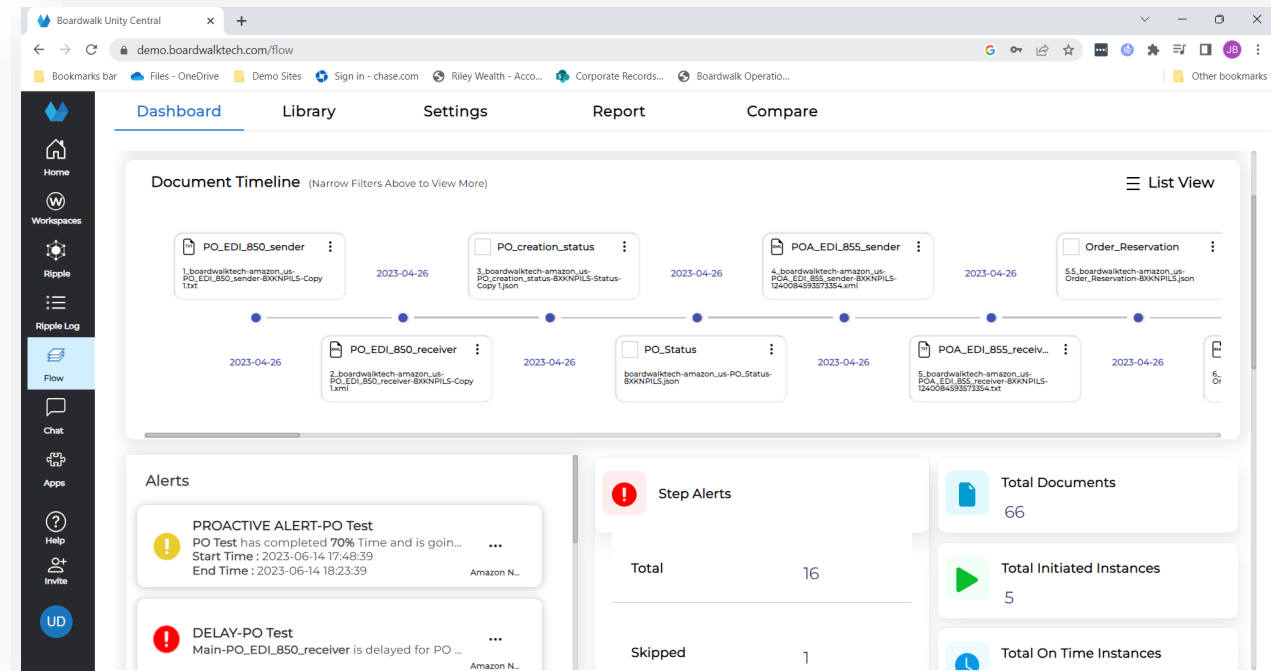 Boardwalk Unity Central
demo.boardwalktech.com/flow
JB
Bookmarks bar
Files - OneDrive
Demo Sites
Sign in - chase.com
Riley Wealth - Acco...
Corporate Records...
Boardwalk Operatio...
Other bookmarks
Dashboard
Library
Settings
Report
Compare
Home
Workspaces
Ripple
Ripple Log
Flow
Chat
Apps
Help
Invite
UD
Document Timeline (Narrow Filters Above to View More)
List View
PO_EDI_850_sender
1_boardwalktech-amazon_us-
PO_EDI_850_sender-8XKNPILS-Copy
1.txt
2023-04-26
PO_creation_status
3_boardwalktech-amazon_us-
PO_creation_status-8XKNPILS-Status-
Copy 1.json
2023-04-26
POA_EDI_855_sender
4_boardwalktech-amazon_us-
POA_EDI_855_sender-8XKNPILS-
1240084593573354.xml
2023-04-26
Order_Reservation
5.5_boardwalktech-amazon_us-
Order_Reservation-8XKNPILS.json
2023-04-26
PO_EDI_850_receiver
2_boardwalktech-amazon_us-
PO_EDI_850_receiver-8XKNPILS-Copy
1.xml
2023-04-26
PO_Status
boardwalktech-amazon_us-PO_Status-
8XKNPILS.json
2023-04-26
POA_EDI_855_receiv...
5_boardwalktech-amazon_us-
POA_EDI_855_receiver-8XKNPILS-
1240084593573354.txt
2023-04-26
6_
Or
Alerts
PROACTIVE ALERT-PO Test
PO Test has completed 70% Time and is goin...
Start Time : 2023-06-14 17:48:39
End Time : 2023-06-14 18:23:39
Amazon N...
DELAY-PO Test
Main-PO_EDI_850_receiver is delayed for PO ...
Amazon N...
Step Alerts
Total
16
Skipped
1
Total Documents
66
Total Initiated Instances
5
Total On Time Instances